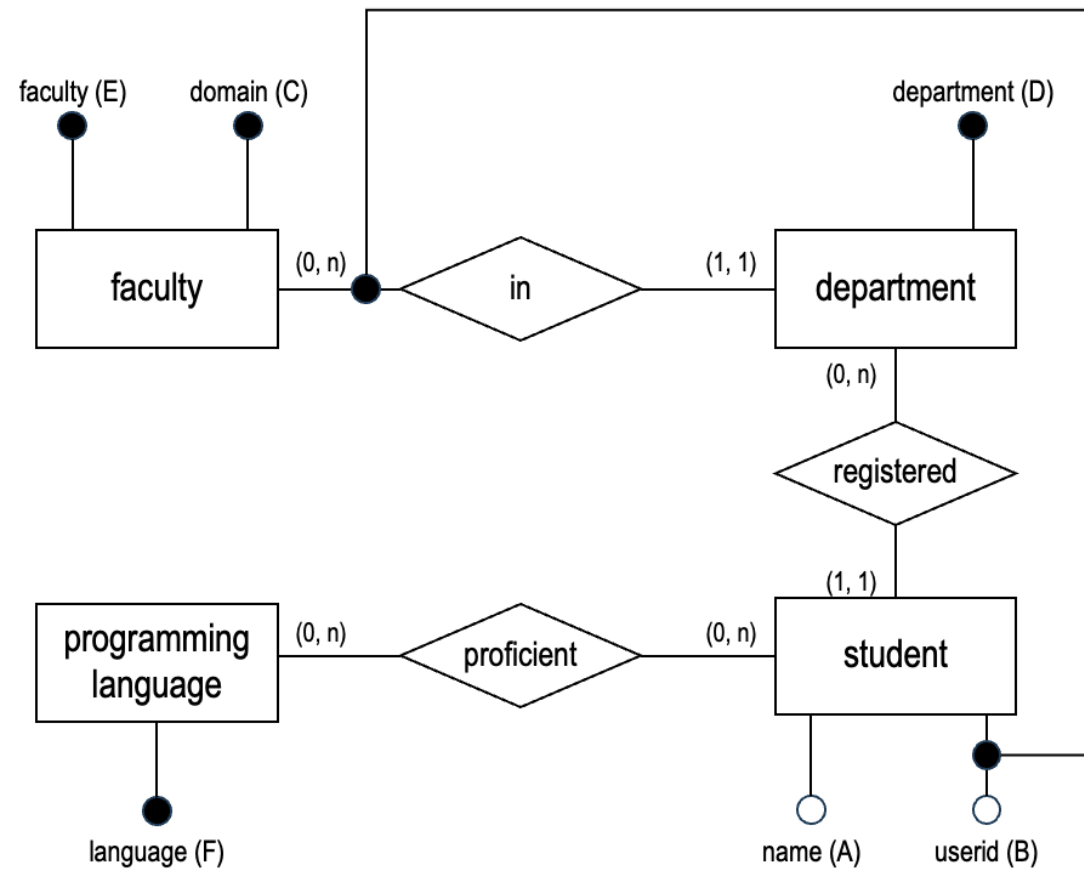 faculty (E)
domain (C)
department (D)
faculty
(0, n)
in
(1, 1)
department
(0, n)
registered
(1, 1)
programming
language
(0, n)
proficient
(0, n)
student
language (F)
name (A)
userid (B)